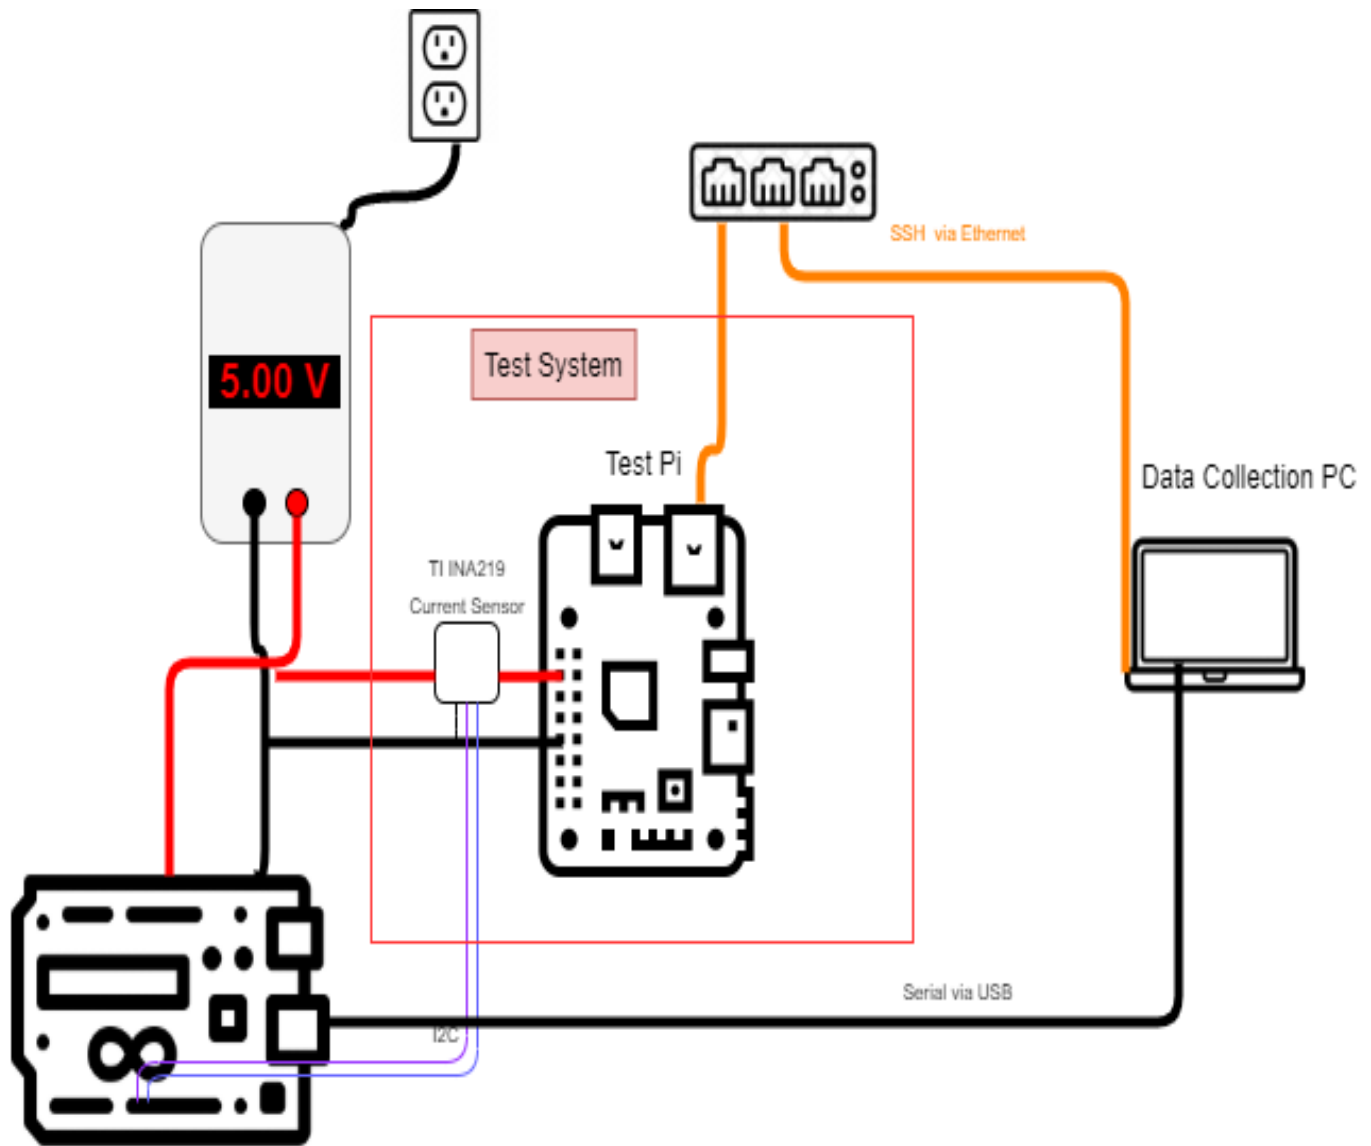 SSH via Ethernet
Test System
5.00 V
Test Pi
Data Collection PC
TI INA219
Current Sensor
Serial via USB
I2C